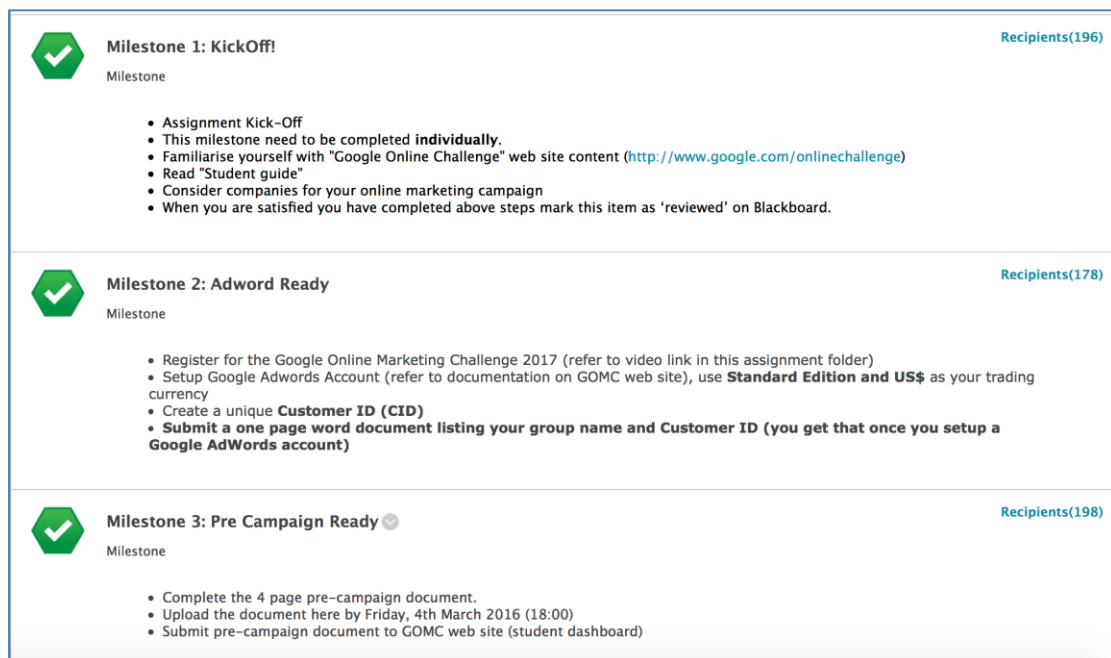 Milestone 1: KickOff!
Recipients(196)
Milestone
• Assignment Kick-Off
• This milestone need to be completed individually.
• Familiarise yourself with "Google Online Challenge" web site content (http://www.google.com/onlinechallenge)
• Read "Student guide"
• Consider companies for your online marketing campaign
• When you are satisfied you have completed above steps mark this item as ‘reviewed’ on Blackboard.
Milestone 2: Adword Ready
Recipients(178)
Milestone
• Register for the Google Online Marketing Challenge 2017 (refer to video link in this assignment folder)
• Setup Google Adwords Account (refer to documentation on GOMC web site), use Standard Edition and US$ as your trading
currency
• Create a unique Customer ID (CID)
• Submit a one page word document listing your group name and Customer ID (you get that once you setup a
Google AdWords account)
Milestone 3: Pre Campaign Ready
Recipients(198)
Milestone
• Complete the 4 page pre-campaign document.
• Upload the document here by Friday, 4th March 2016 (18:00)
• Submit pre-campaign document to GOMC web site (student dashboard)